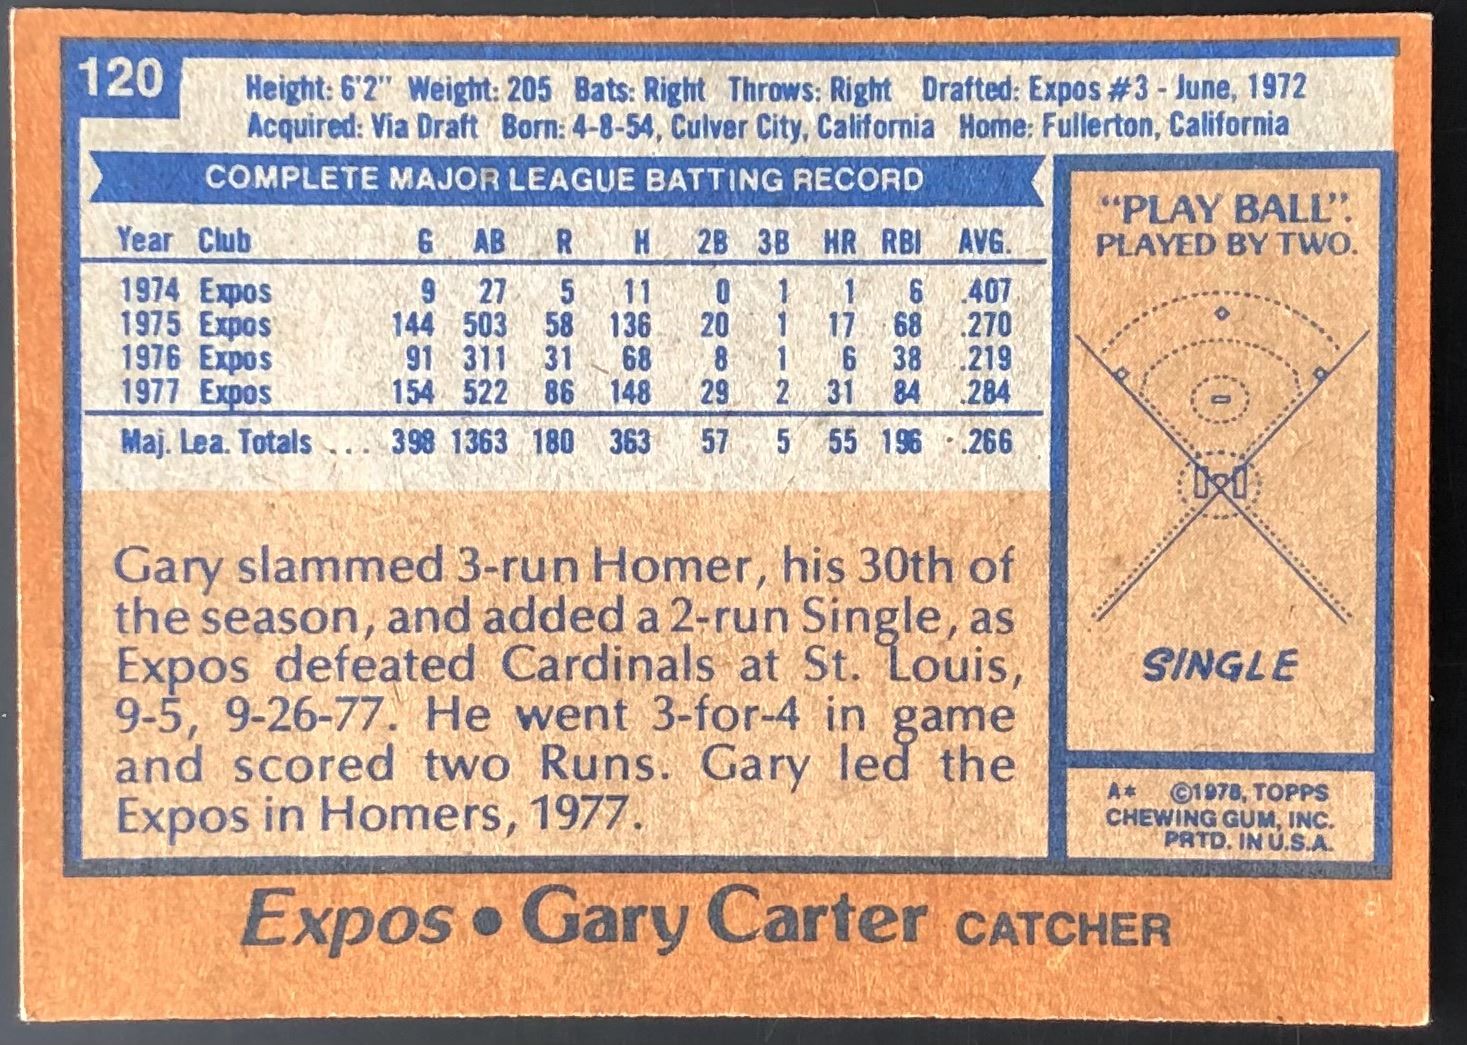 120
Height: 6'2" Weight: 205 Bats: Right Throws: Right Drafted: Expos #3 - June, 1972
Acquired: Via Draft Born: 4-8-54, Culver City, California Home: Fullerton, California
COMPLETE MAJOR LEAGUE BATTING RECORD
Year Club G AB R H 2B 3B HR RBI AVG.
1974 Expos 9 27 5 11 0 1 1 6 .407
1975 Expos 144 503 58 136 20 1 17 68 .270
1976 Expos 91 311 31 68 8 1 6 38 .219
1977 Expos 154 522 86 148 29 2 31 84 .284
Maj. Lea. Totals ... 398 1363 180 363 57 5 55 196 .266
Gary slammed 3-run Homer, his 30th of
the season, and added a 2-run Single, as
Expos defeated Cardinals at St. Louis,
9-5, 9-26-77. He went 3-for-4 in game
and scored two Runs. Gary led the
Expos in Homers, 1977.
"PLAY BALL".
PLAYED BY TWO.
SINGLE
A* ©1978, TOPPS
CHEWING GUM, INC.
PRTD. IN U.S.A.
Expos • Gary Carter CATCHER